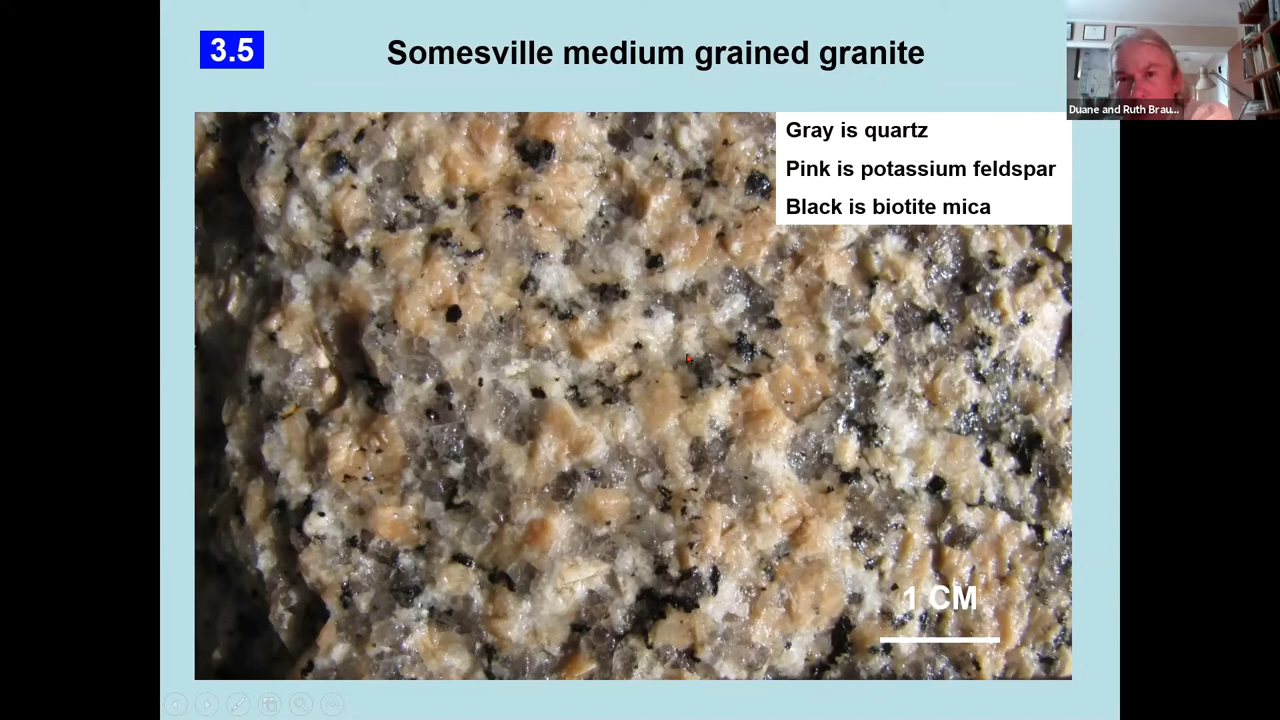 3.5
Somesville medium grained granite
Duane and Ruth Brau...
Gray is quartz
Pink is potassium feldspar
Black is biotite mica
1 CM